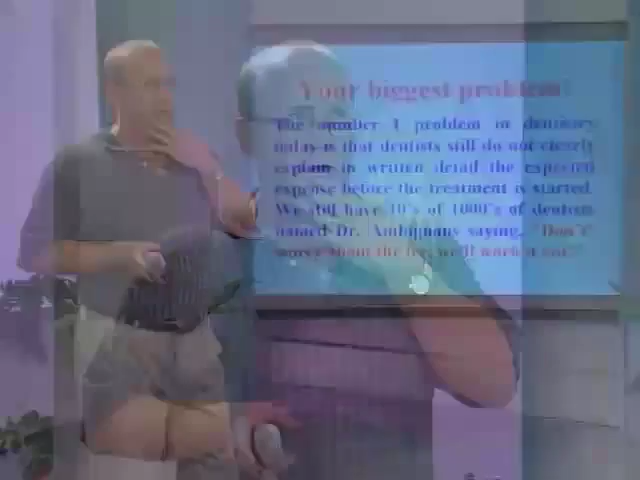 Your biggest problem!
The number 1 problem in dentistry
today is that dentists still do not clearly
explain in written detail the expected
expense before the treatment is started.
We still have 10's of 1000's of dentists
named Dr. Ambiguous saying, "Don't
worry about the fee, we'll work it out."